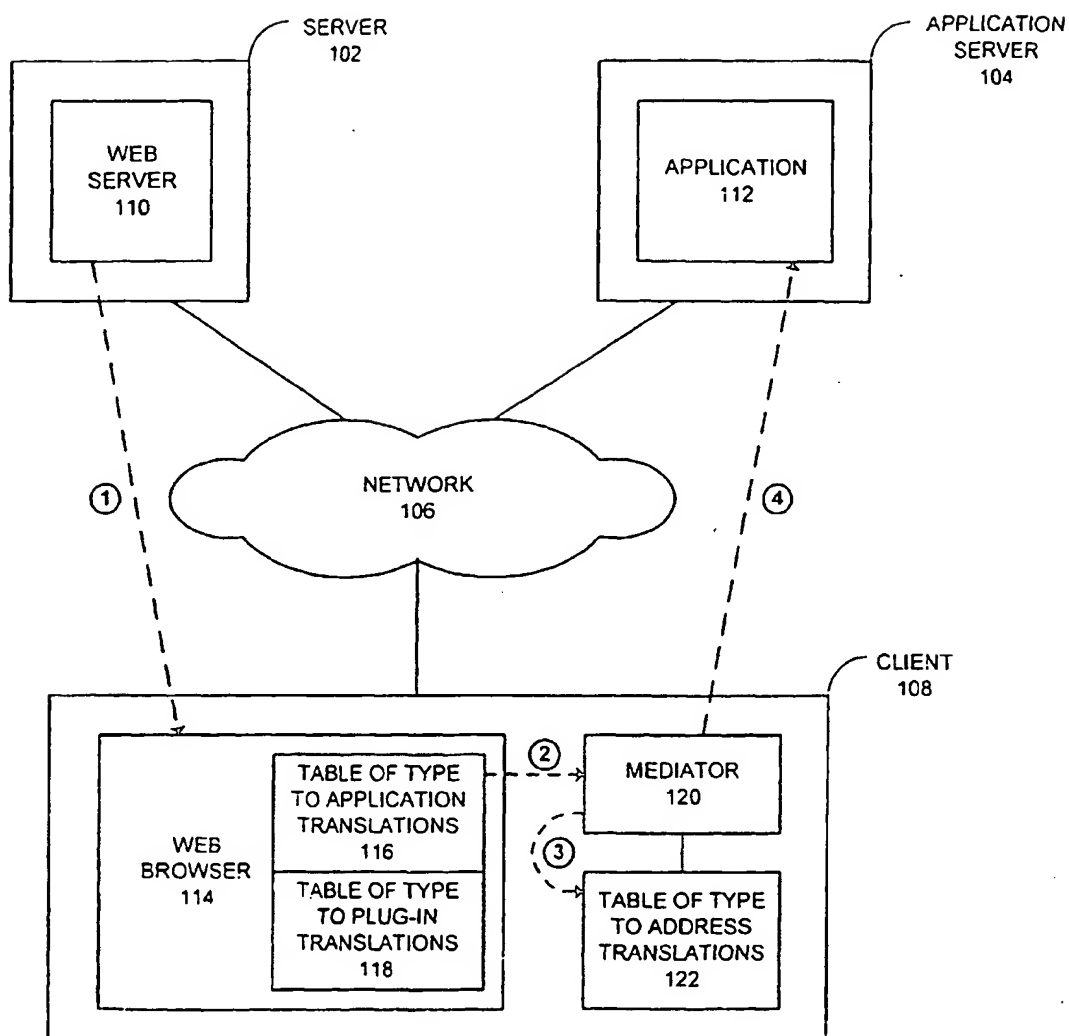 SERVER
102
APPLICATION
SERVER
104
WEB
SERVER
110
APPLICATION
112
1
NETWORK
106
4
CLIENT
108
WEB
BROWSER
114
TABLE OF TYPE
TO APPLICATION
TRANSLATIONS
116
TABLE OF TYPE
TO PLUG-IN
TRANSLATIONS
118
2
MEDIATOR
120
3
TABLE OF TYPE
TO ADDRESS
TRANSLATIONS
122